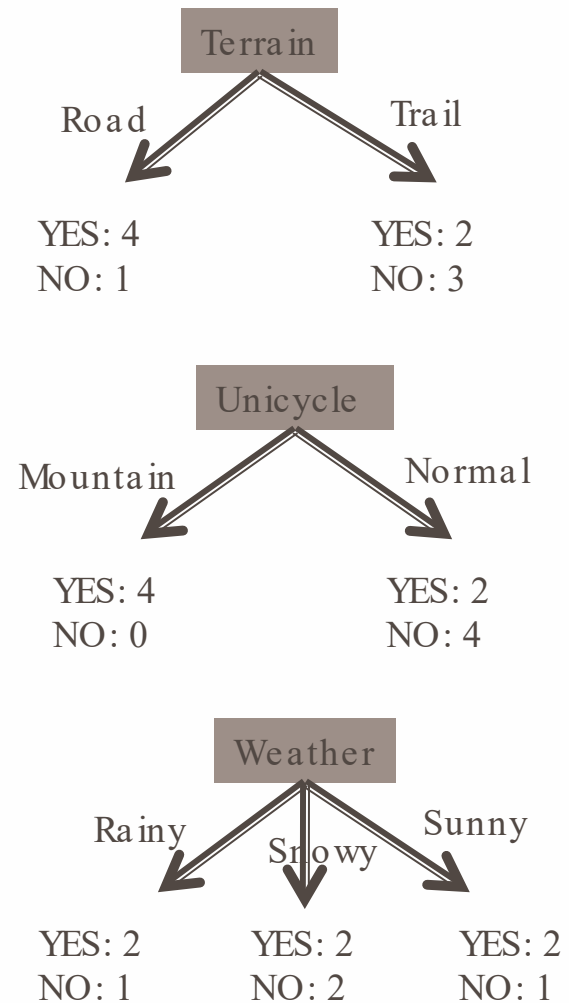 Terrain
Road
Trail
YES: 4
NO: 1
YES: 2
NO: 3
Unicycle
Mountain
Normal
YES: 4
NO: 0
YES: 2
NO: 4
Weather
Rainy
Snowy
Sunny
YES: 2
NO: 1
YES: 2
NO: 2
YES: 2
NO: 1